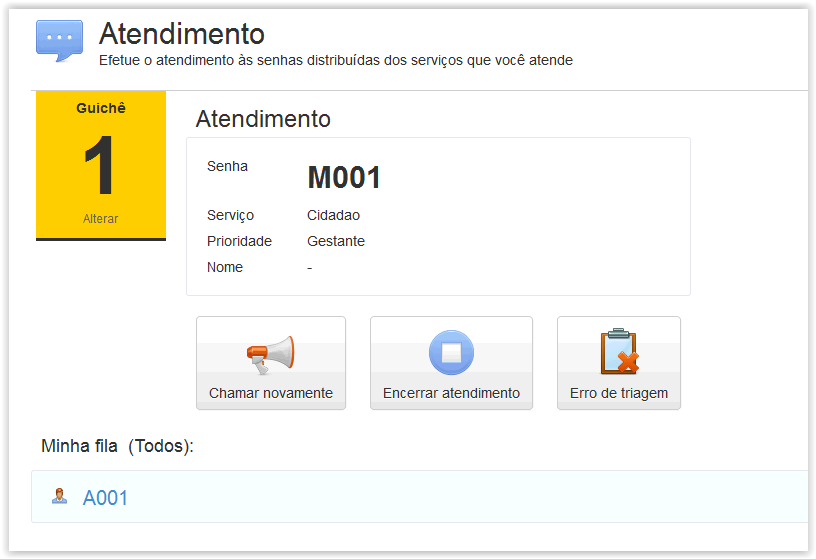 Atendimento
Efetue o atendimento às senhas distribuídas dos serviços que você atende
Guichê
1
Alterar
Atendimento
Senha M001
Serviço Cidadao
Prioridade Gestante
Nome -
Chamar novamente Encerrar atendimento Erro de triagem
Minha fila (Todos):
A001